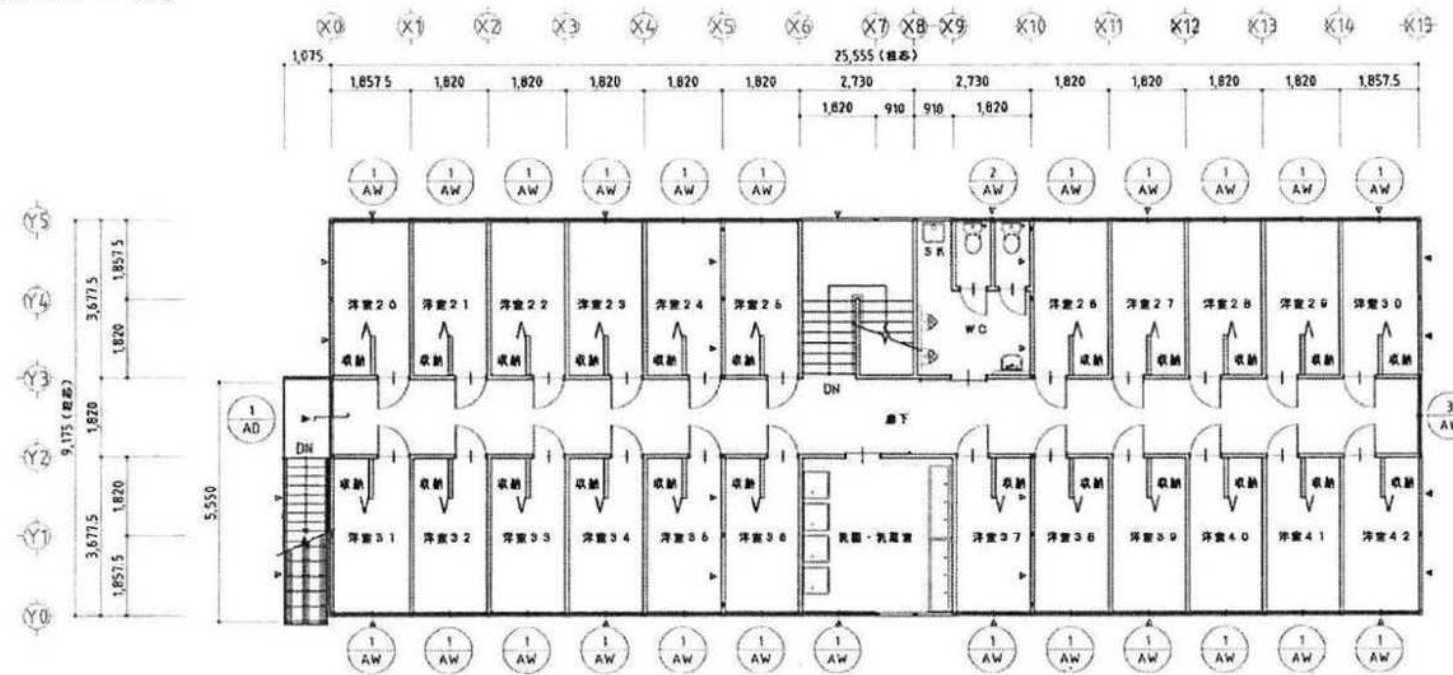 X0 X1 X2 X3 X4 X5 X6 X7 X8 X9 X10 X11 X12 X13 X14 X15
1,075 25,555 (柱芯)
1,857.5 1,820 1,820 1,820 1,820 1,820 2,730 2,730 1,820 1,820 1,820 1,820 1,857.5
1,820 910 910 1,820
1 AW 1 AW 1 AW 1 AW 1 AW 1 AW 2 AW 1 AW 1 AW 1 AW 1 AW 1 AW
Y5
Y4
Y3
Y2
Y1
Y0
9,175 (柱芯)
3,677.5 1,820 3,677.5
1,857.5 1,820 1,820 1,857.5
5,550
SK
洋室20 洋室21 洋室22 洋室23 洋室24 洋室25 WC 洋室26 洋室27 洋室28 洋室29 洋室30
収納 収納 収納 収納 収納 収納 収納 収納 収納 収納 収納
DN
1 AD
廊下
3
DN
収納 収納 収納 収納 収納 収納 収納 収納 収納 収納 収納 収納
洋室31 洋室32 洋室33 洋室34 洋室35 洋室36 洋室37 洋室38 洋室39 洋室40 洋室41 洋室42
1 AW 1 AW 1 AW 1 AW 1 AW 1 AW 1 AW 1 AW 1 AW 1 AW 1 AW 1 AW 1 AW